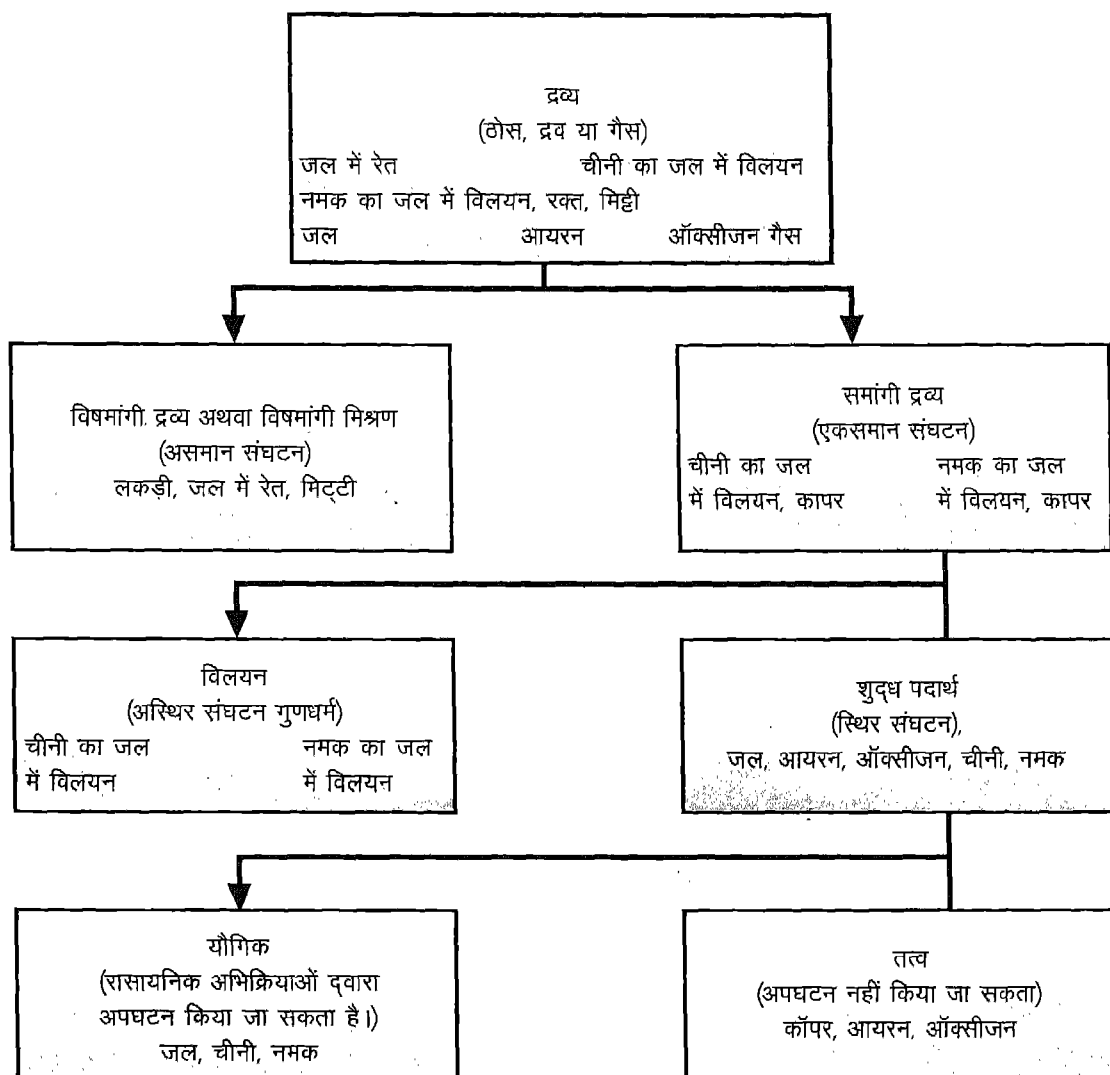 द्रव्य
(ठोस, द्रव या गैस)
जल में रेत चीनी का जल में विलयन
नमक का जल में विलयन, रक्त, मिट्टी
जल आयरन ऑक्सीजन गैस
विषमांगी द्रव्य अथवा विषमांगी मिश्रण
(असमान संघटन)
लकड़ी, जल में रेत, मिट्टी
समांगी द्रव्य
(एकसमान संघटन)
चीनी का जल नमक का जल
में विलयन, कापर में विलयन, कापर
विलयन
(अस्थिर संघटन गुणधर्म)
चीनी का जल नमक का जल
में विलयन में विलयन
शुद्ध पदार्थ
(स्थिर संघटन),
जल, आयरन, ऑक्सीजन, चीनी, नमक
यौगिक
(रासायनिक अभिक्रियाओं द्वारा
अपघटन किया जा सकता है।)
जल, चीनी, नमक
तत्व
(अपघटन नहीं किया जा सकता)
कॉपर, आयरन, ऑक्सीजन